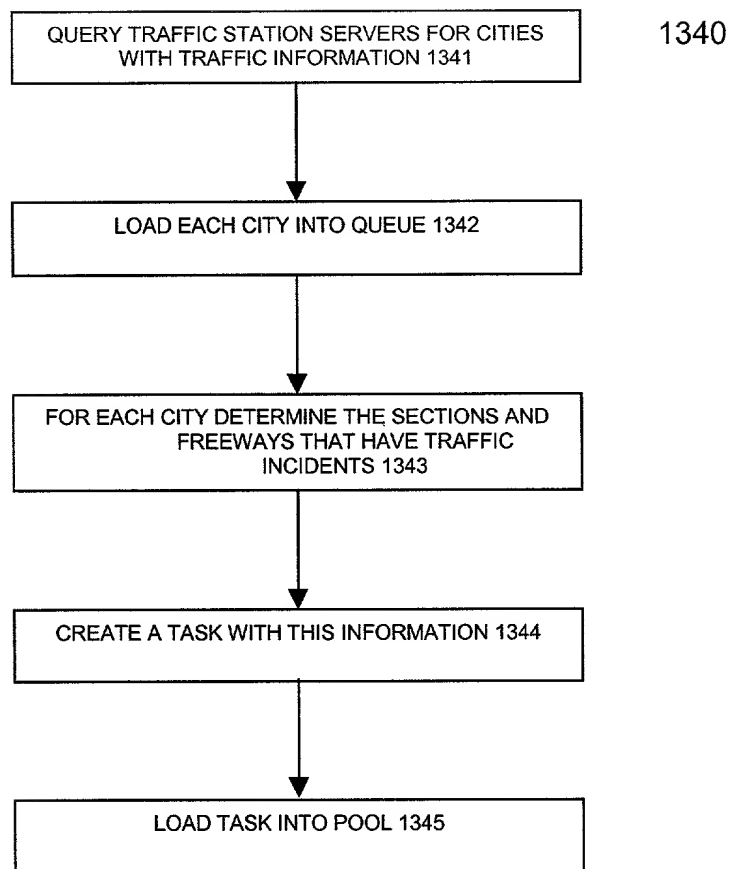 QUERY TRAFFIC STATION SERVERS FOR CITIES
WITH TRAFFIC INFORMATION 1341
1340
LOAD EACH CITY INTO QUEUE 1342
FOR EACH CITY DETERMINE THE SECTIONS AND
FREEWAYS THAT HAVE TRAFFIC
INCIDENTS 1343
CREATE A TASK WITH THIS INFORMATION 1344
LOAD TASK INTO POOL 1345